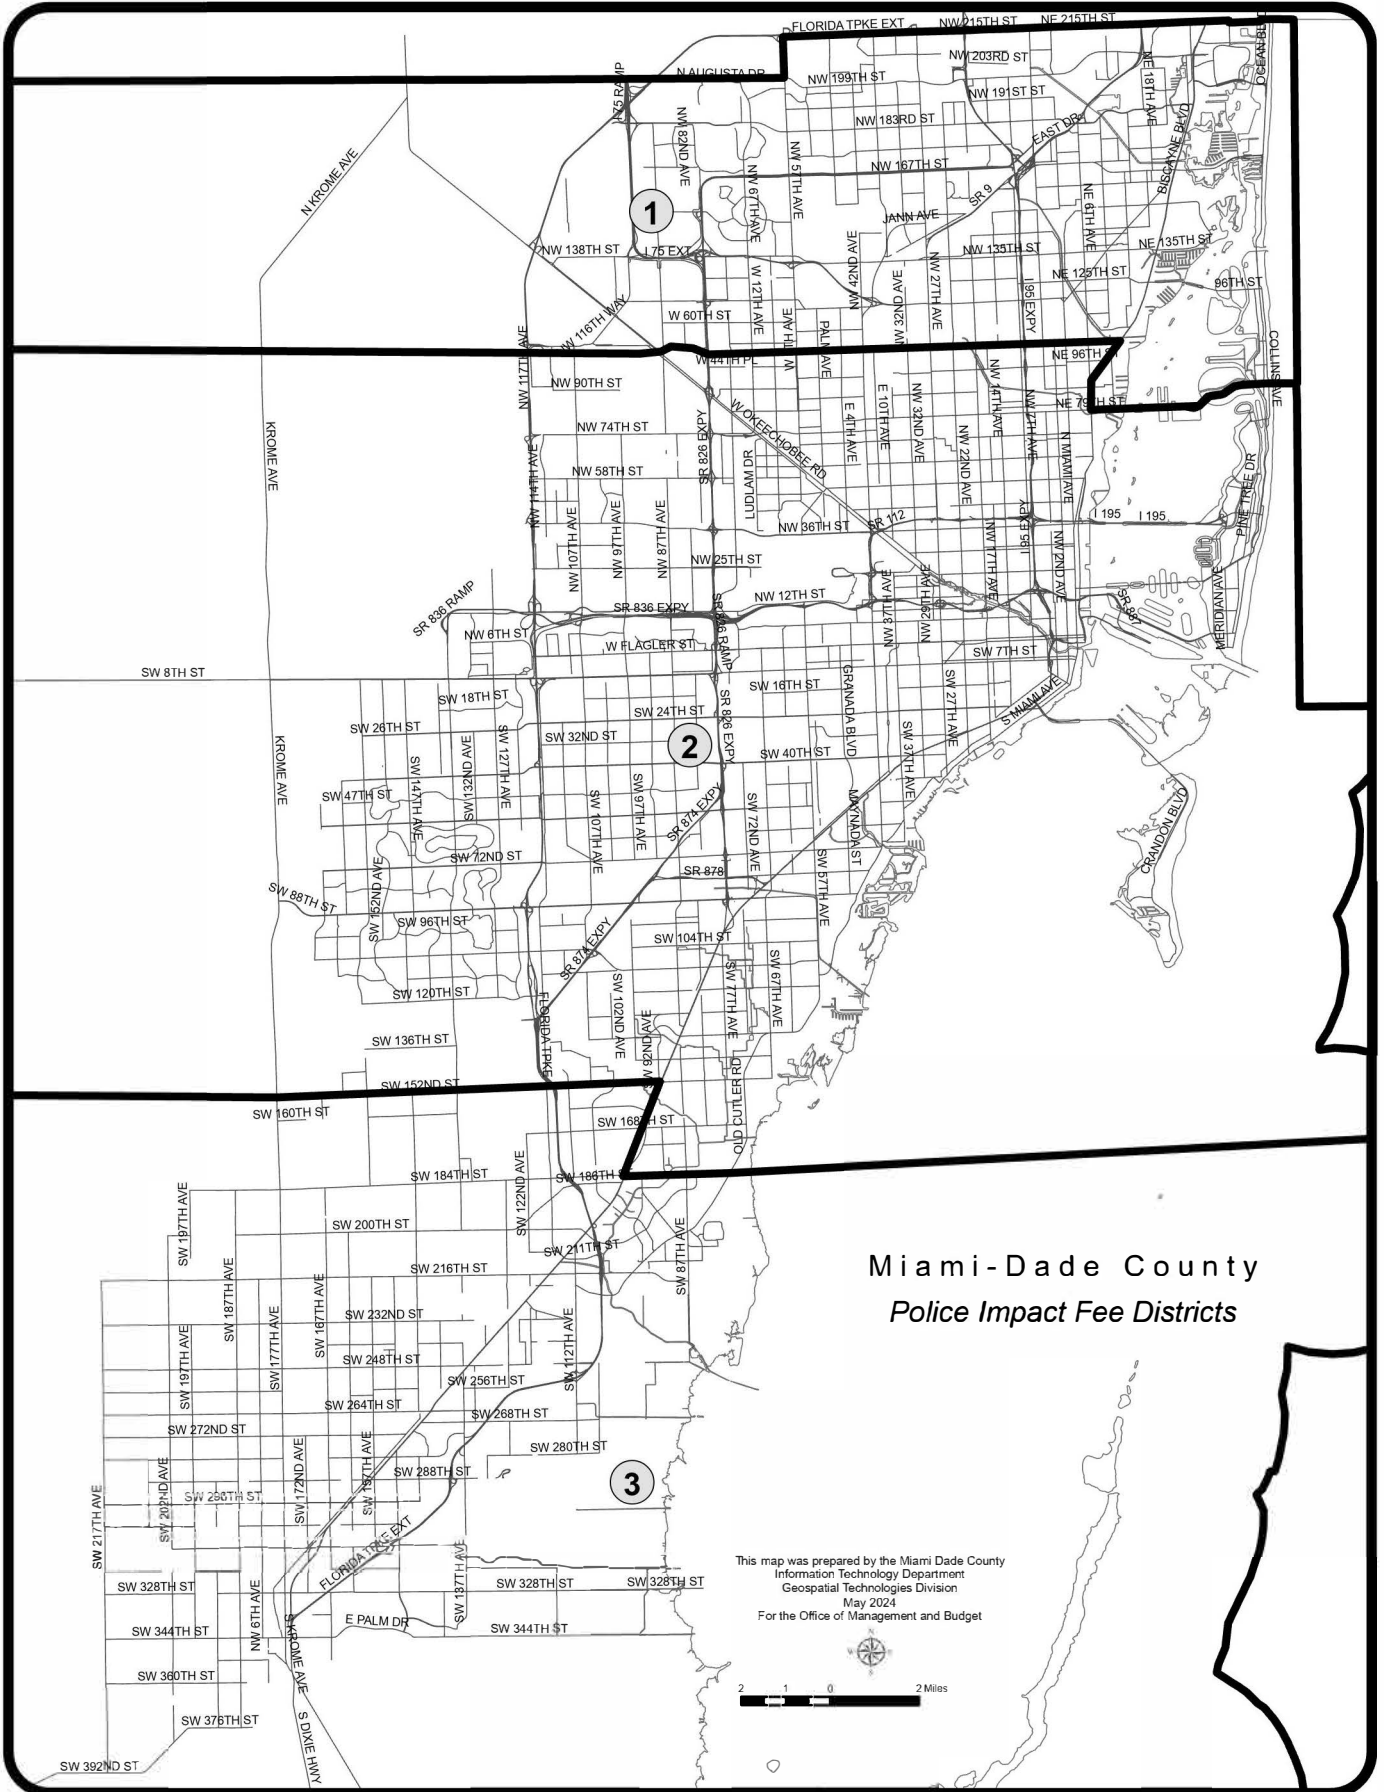 FLORIDA TPKE EXT
NW 215TH ST
NE 215TH ST
OCEAN BLVD
NW 203RD ST
N AUGUSTA DR
NW 199TH ST
NE 18TH AVE
I 75 RAMP
NW 191ST ST
NW 82ND AVE
NW 183RD ST
EAST DR
BISCAYNE BLVD
N KROME AVE
NW 57TH AVE
NW 167TH ST
NW 67TH AVE
SR 9
NE 6TH AVE
1
JANN AVE
NW 138TH ST
I 75 EXT
NW 42ND AVE
NW 135TH ST
NE 135TH ST
W 12TH AVE
NW 32ND AVE
NW 27TH AVE
NE 125TH ST
96TH ST
I 95 EXPY
W 60TH ST
W 116TH WAY
PALM AVE
NW 117TH AVE
W 44TH PL
NE 96TH ST
COLLINS AVE
NW 90TH ST
NW 14TH AVE
NW 7TH AVE
E 10TH AVE
NW 32ND AVE
E 4TH AVE
NE 79TH ST
W OKEECHOBEE RD
NW 74TH ST
KROME AVE
SR 826 EXPY
NW 22ND AVE
N MIAMI AVE
NW 114TH AVE
NW 58TH ST
LUDLAM DR
PINE TREE DR
NW 107TH AVE
NW 97TH AVE
NW 87TH AVE
NW 36TH ST
SR 112
I 195
I 195
I 95 EXPY
NW 17TH AVE
NW 2ND AVE
NW 25TH ST
NW 37TH AVE
NW 29TH AVE
MERIDIAN AVE
NW 12TH ST
SR 836 RAMP
SR 836 EXPY
SR 826 RAMP
SR 887
NW 6TH ST
W FLAGLER ST
SW 7TH ST
SW 8TH ST
SW 16TH ST
GRANADA BLVD
SW 27TH AVE
SW 18TH ST
SR 826 EXPY
S MIAMI AVE
SW 24TH ST
SW 26TH ST
SW 32ND ST
2
SW 40TH ST
SW 37TH AVE
KROME AVE
SW 132ND AVE
SW 127TH AVE
SW 147TH AVE
SW 47TH ST
SW 97TH AVE
SW 107TH AVE
SR 874 EXPY
SW 72ND AVE
MAYNADA ST
CRANDON BLVD
SW 72ND ST
SR 878
SW 57TH AVE
SW 88TH ST
SW 152ND AVE
SW 96TH ST
SW 104TH ST
SR 874 EXPY
SW 67TH AVE
SW 77TH AVE
SW 102ND AVE
SW 120TH ST
FLORIDA TPKE
SW 92ND AVE
SW 136TH ST
SW 152ND ST
OLD CUTLER RD
SW 160TH ST
SW 168TH ST
SW 184TH ST
SW 186TH S
SW 122ND AVE
SW 197TH AVE
SW 200TH ST
SW 211TH ST
SW 87TH AVE
SW 216TH ST
Miami-Dade County
Police Impact Fee Districts
SW 187TH AVE
SW 167TH AVE
SW 177TH AVE
SW 232ND ST
SW 112TH AVE
SW 197TH AVE
SW 248TH ST
SW 256TH ST
SW 264TH ST
SW 268TH ST
SW 272ND ST
SW 280TH ST
SW 172ND AVE
SW 157TH AVE
SW 288TH ST
SW 202ND AVE
3
SW 296TH ST
SW 217TH AVE
FLORIDA TPKE EXT
SW 137TH AVE
This map was prepared by the Miami Dade County
Information Technology Department
Geospatial Technologies Division
May 2024
For the Office of Management and Budget
N
W E
S
2 1 0 2 Miles
SW 328TH ST
SW 328TH ST
SW 328TH ST
NW 6TH AVE
S KROME AVE
E PALM DR
SW 344TH ST
SW 344TH ST
SW 360TH ST
SW 376TH ST
S DIXIE HWY
SW 392ND ST